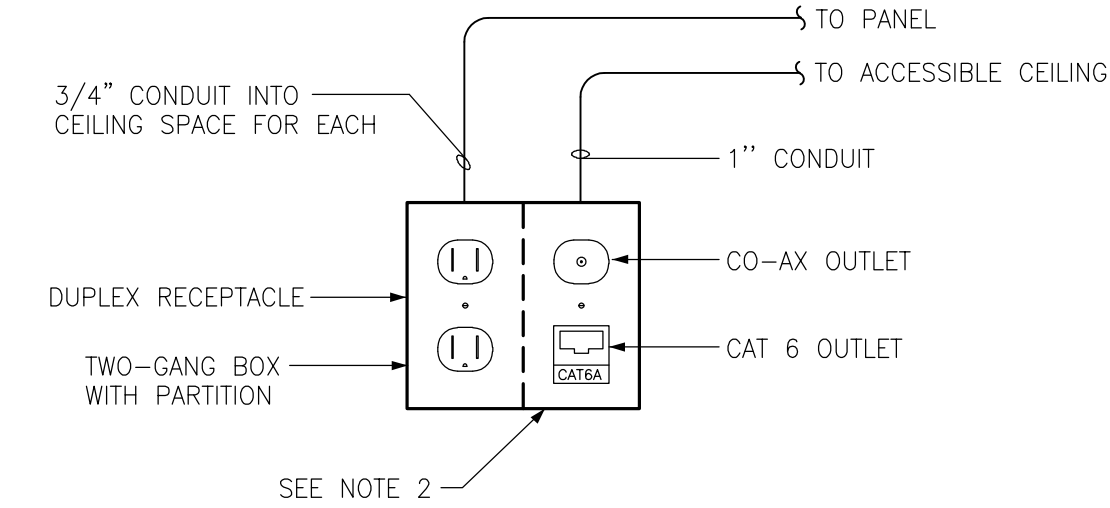 TO PANEL
TO ACCESSIBLE CEILING
3/4" CONDUIT INTO
CEILING SPACE FOR EACH
1'' CONDUIT
CO-AX OUTLET
DUPLEX RECEPTACLE
CAT 6 OUTLET
TWO-GANG BOX
WITH PARTITION
CAT6A
SEE NOTE 2